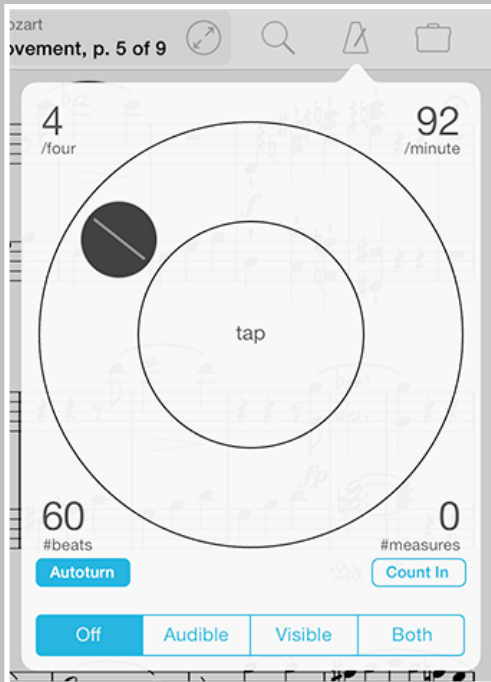 ozart
ovement, p. 5 of 9
4
/four
92
/minute
tap
60
#beats
0
#measures
Autoturn
Count In
Off
Audible
Visible
Both